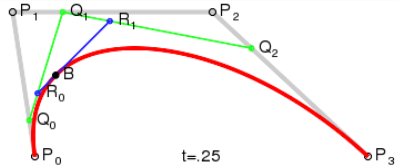 P₁ Q₁ R₁ P₂
Q₂
B
R₀
Q₀
P₀ t=.25 P₃